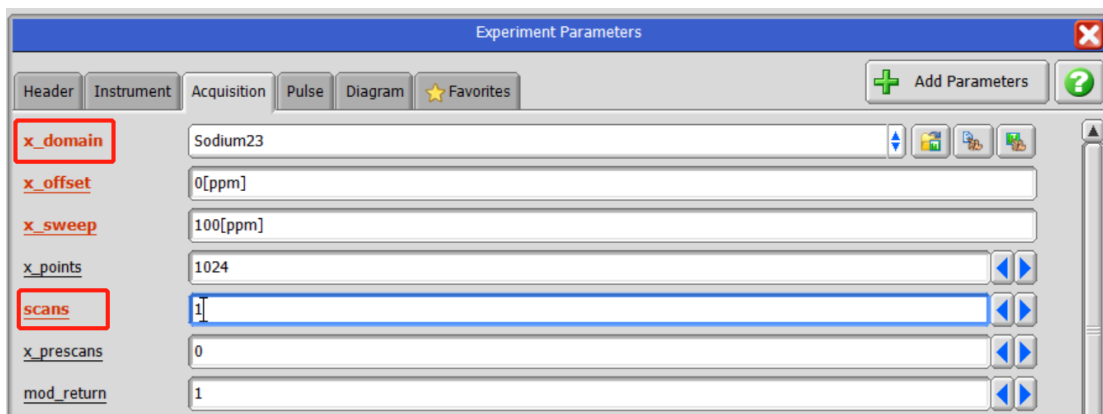 Experiment Parameters
Header Instrument Acquisition Pulse Diagram Favorites Add Parameters
x_domain Sodium23
x_offset 0[ppm]
x_sweep 100[ppm]
x_points 1024
scans 1
x_prescans 0
mod_return 1